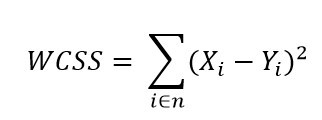 WCSS = ∑_{i∈n} (X_i − Y_i)²